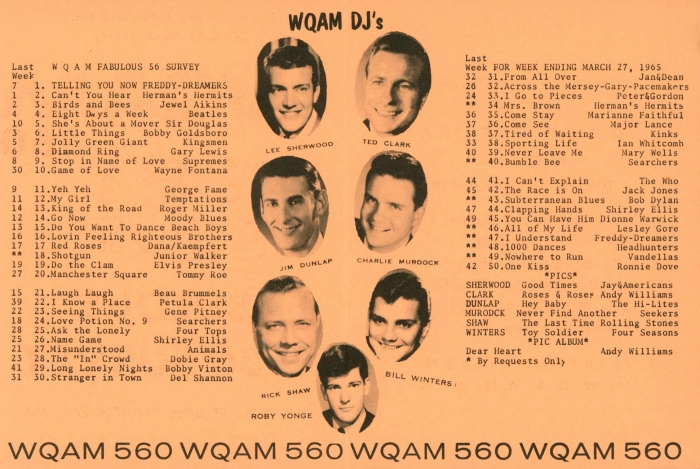 WQAM DJ's
Last W Q A M FABULOUS 56 SURVEY
Week
7 1. TELLING YOU NOW FREDDY-DREAMERS
1 2. Can't You Hear Herman's Hermits
2 3. Birds and Bees Jewel Aikins
4 4. Eight Dwys a Week Beatles
10 5. She's About a Mover Sir Douglas
3 6. Little Things Bobby Goldsboro
5 7. Jolly Green Giant Kingsmen
6 8. Diamond Ring Gary Lewis
8 9. Stop in Name of Love Supremes
30 10. Game of Love Wayne Fontana
9 11. Yeh Yeh George Fame
11 12. My Girl Temptations
14 13. King of the Road Roger Miller
12 14. Go Now Moody Blues
13 15. Do You Want To Dance Beach Boys
16 16. Lovin Feeling Righteous Brothers
17 17 Red Roses Dana/Kaempfert
** 18. Shotgun Junior Walker
19 19. Do the Clam Elvis Presley
27 20. Manchester Square Tommy Roe
15 21. Laugh Laugh Beau Brummels
39 22. I Know a Place Petula Clark
22 23. Seeing Things Gene Pitney
18 24. Love Potion No. 9 Searchers
28 25. Ask the Lonely Four Tops
25 26. Name Game Shirley Ellis
21 27. Misunderstood Animals
23 28. The "In" Crowd Dobie Gray
41 29. Long Lonely Nights Bobby Vinton
31 30. Stranger in Town Del Shannon
LEE SHERWOOD
TED CLARK
JIM DUNLAP
CHARLIE MURDOCK
RICK SHAW
BILL WINTERS
ROBY YONGE
Last
Week FOR WEEK ENDING MARCH 27, 1965
32 31. From All Over Jan&Dean
26 32. Across the Mersey-Gary-Pacemakers
24 33. I Go to Pieces Peter&Gordon
** 34 Mrs. Brown Herman's Hermits
36 35. Come Stay Marianne Faithful
37 36. Come See Major Lance
38 37. Tired of Waiting Kinks
33 38. Sporting Life Ian Whitcomb
40 39. Never Leave Me Mary Wells
** 40. Bumble Bee Searchers
44 41. I Can't Explain The Who
45 42. The Race is On Jack Jones
** 43. Subterranean Blues Bob Dylan
47 44. Clapping Hands Shirley Ellis
49 45. You Can Have Him Dionne Warwick
** 46. All of My Life Lesley Gore
** 47. I Understand Freddy-Dreamers
** 48. 1000 Dances Headhunters
** 49. Nowhere to Run Vandellas
42 50. One Kiss Ronnie Dove
*PICS*
SHERWOOD Good Times Jay&Americans
CLARK Roses & Roses Andy Williams
DUNLAP Hey Baby The Hi-Lites
MURODCK Never Find Another Seekers
SHAW The Last Time Rolling Stones
WINTERS Toy Soldier Four Seasons
*PIC ALBUM*
Dear Heart Andy Williams
* By Requests Only
WQAM 560 WQAM 560 WQAM 560 WQAM 560